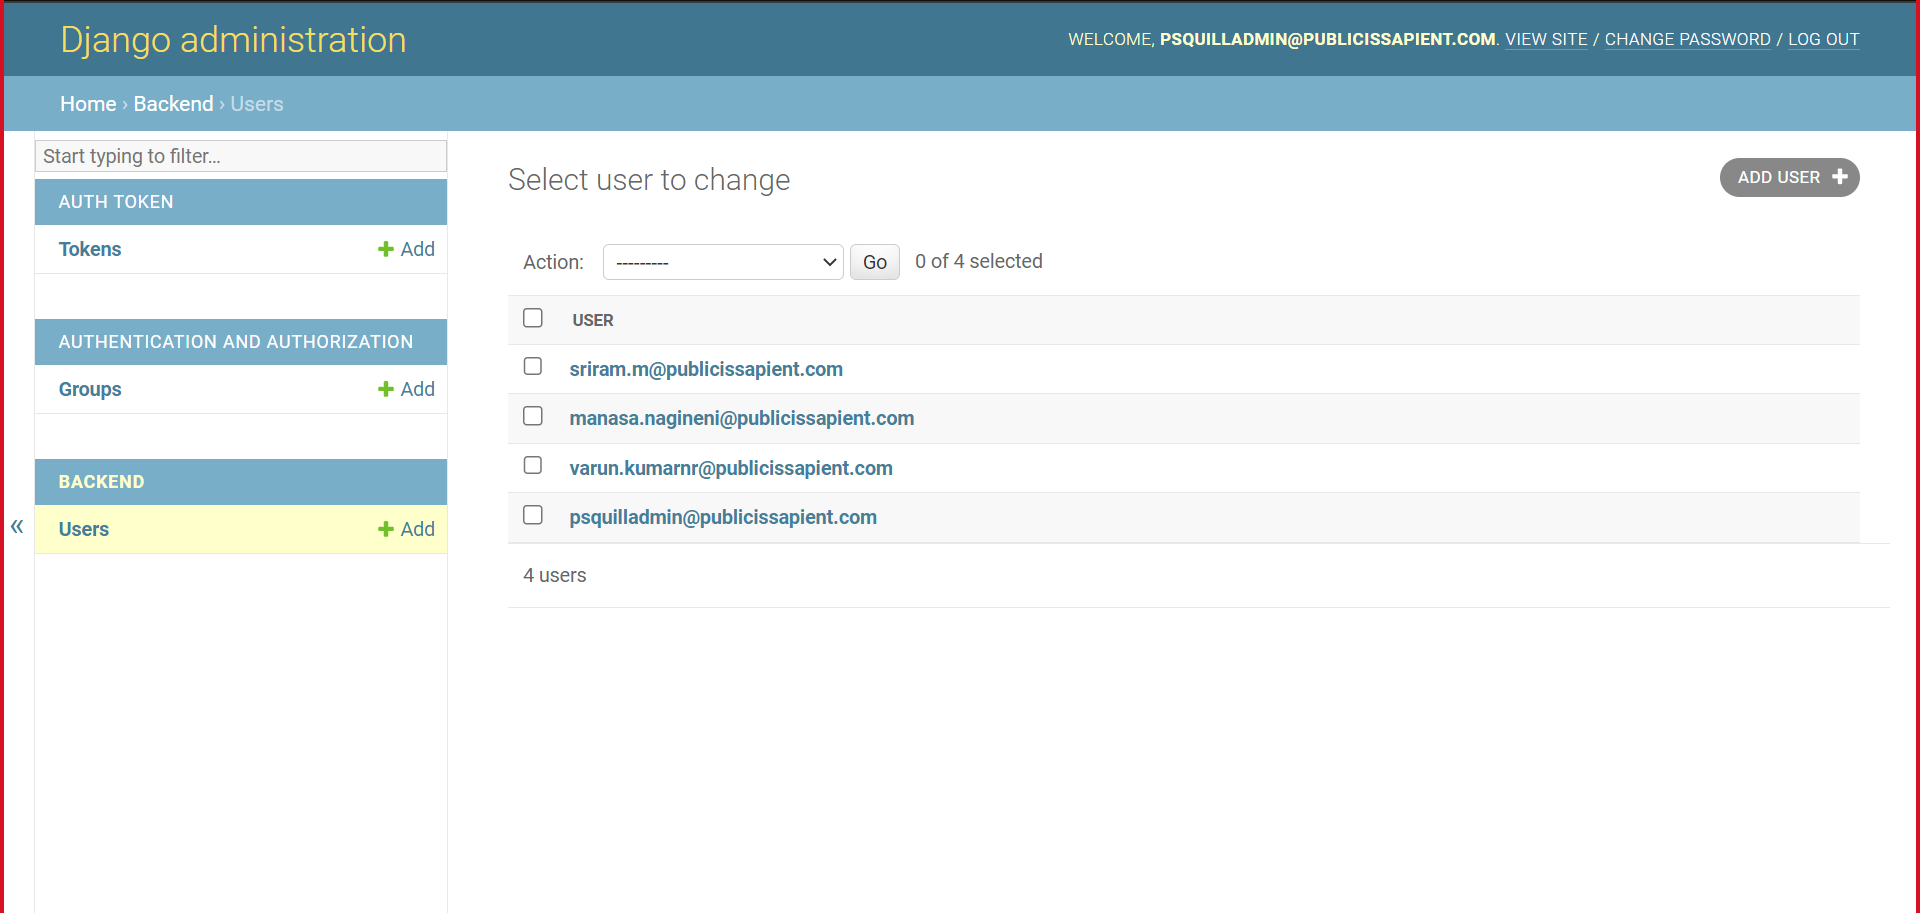 Django administration
WELCOME, PSQUILLADMIN@PUBLICISSAPIENT.COM. VIEW SITE / CHANGE PASSWORD / LOG OUT
Home › Backend › Users
Start typing to filter...
AUTH TOKEN
Tokens
Add
AUTHENTICATION AND AUTHORIZATION
Groups
Add
BACKEND
Users
Add
«
Select user to change
ADD USER
Action:
---------
Go
0 of 4 selected
USER
sriram.m@publicissapient.com
manasa.nagineni@publicissapient.com
varun.kumarnr@publicissapient.com
psquilladmin@publicissapient.com
4 users